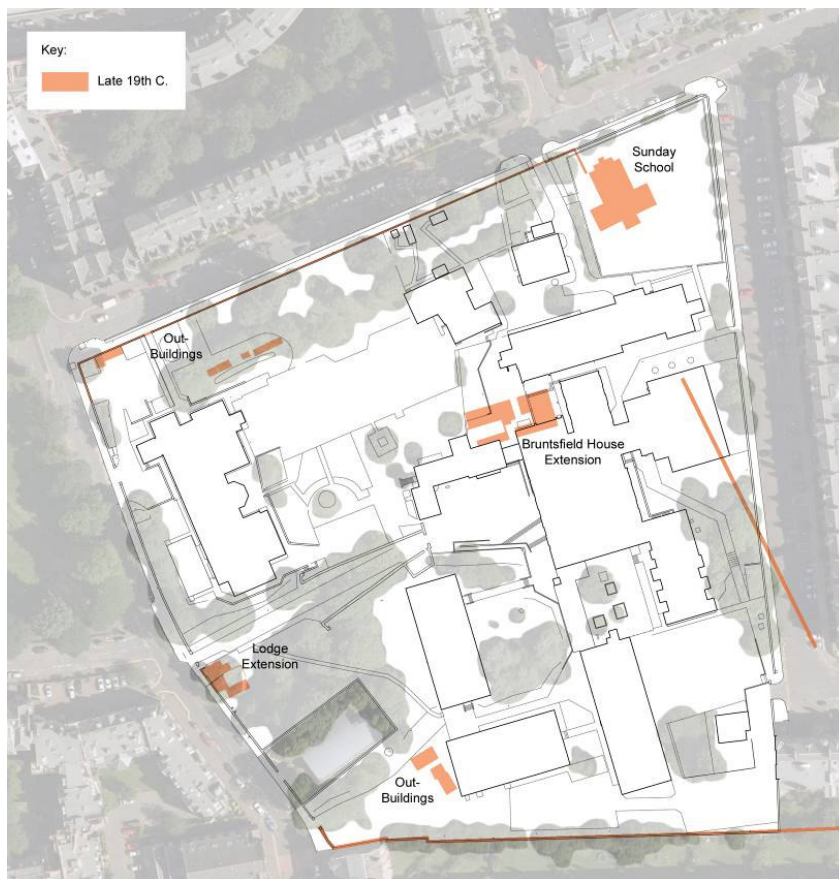 Key:
Late 19th C.
Sunday
School
Out-
Buildings
Bruntsfield House
Extension
Lodge
Extension
Out-
Buildings